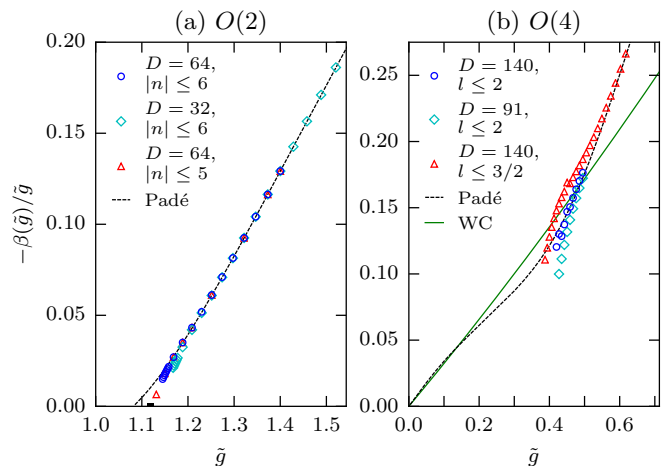 (a) O(2)
(b) O(4)
−β(g̃)/g̃
0.20
0.15
0.10
0.05
0.00
D = 64,
|n| ≤ 6
D = 32,
|n| ≤ 6
D = 64,
|n| ≤ 5
Padé
1.0 1.1 1.2 1.3 1.4 1.5
g̃
0.25
0.20
0.15
0.10
0.05
0.00
D = 140,
l ≤ 2
D = 91,
l ≤ 2
D = 140,
l ≤ 3/2
Padé
WC
0.0 0.2 0.4 0.6
g̃